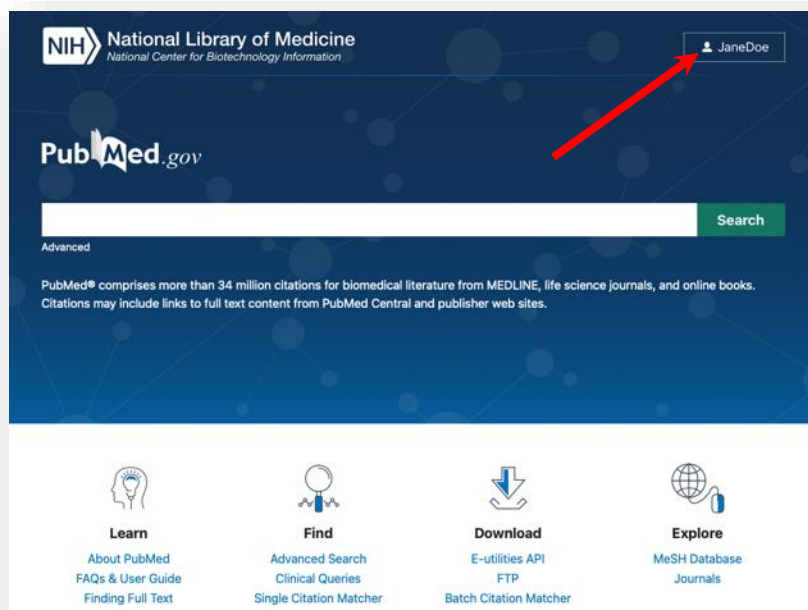 NIH National Library of Medicine
National Center for Biotechnology Information
JaneDoe
PubMed.gov
Search
Advanced
PubMed® comprises more than 34 million citations for biomedical literature from MEDLINE, life science journals, and online books.
Citations may include links to full text content from PubMed Central and publisher web sites.
Learn
About PubMed
FAQs & User Guide
Finding Full Text
Find
Advanced Search
Clinical Queries
Single Citation Matcher
Download
E-utilities API
FTP
Batch Citation Matcher
Explore
MeSH Database
Journals